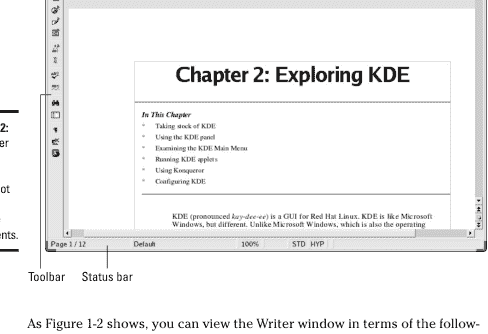 Chapter 2: Exploring KDE
In This Chapter
* Taking stock of KDE
* Using the KDE panel
* Examining the KDE Main Menu
* Running KDE applets
* Using Konqueror
* Configuring KDE
2:
er
KDE (pronounced kay-dee-ee) is a GUI for Red Hat Linux. KDE is like Microsoft
ot
Windows, but different. Unlike Microsoft Windows, which is also the operating
nts.
Page 1 / 12 Default 100% STD HYP
Toolbar Status bar
As Figure 1-2 shows, you can view the Writer window in terms of the follow-